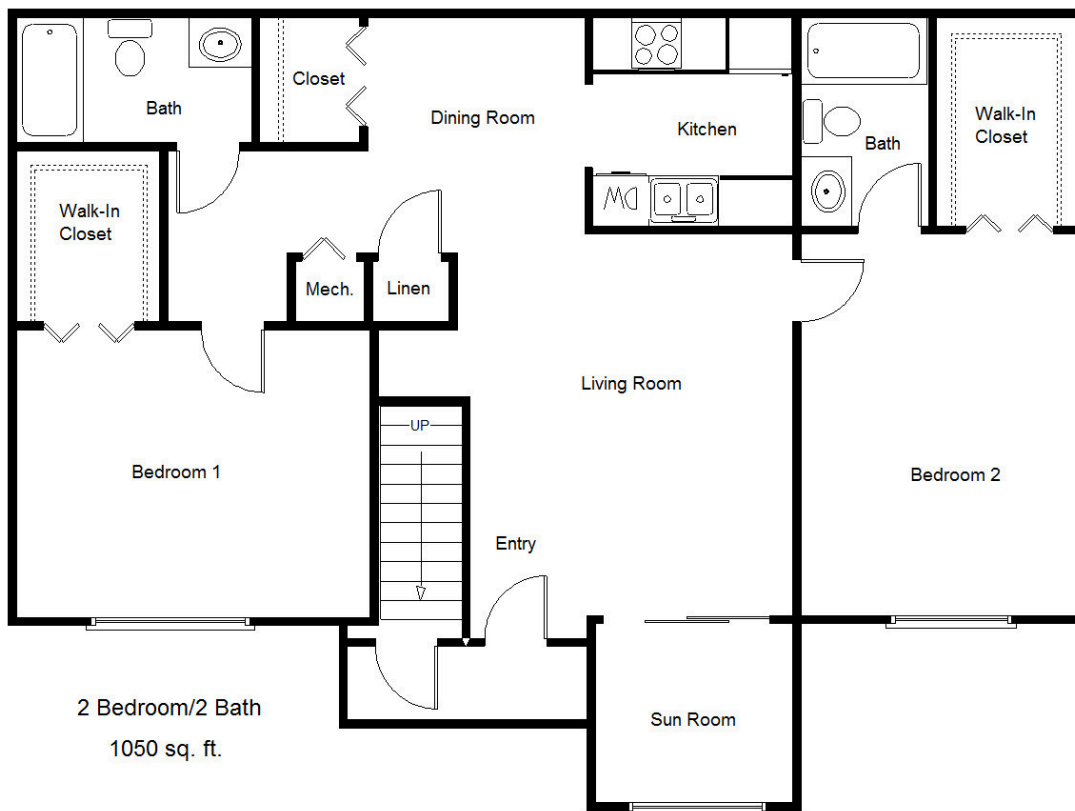 Bath
Closet
Dining Room
Kitchen
Bath
Walk-In
Closet
Walk-In
Closet
DW
Mech.
Linen
Living Room
UP
Bedroom 1
Bedroom 2
Entry
Sun Room
2 Bedroom/2 Bath
1050 sq. ft.